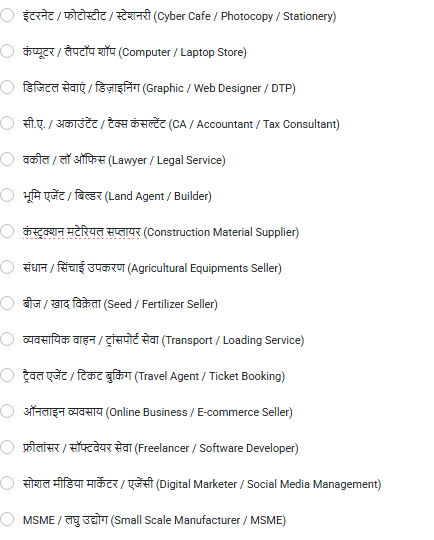 इंटरनेट / फोटोस्टीट / स्टेशनरी (Cyber Cafe / Photocopy / Stationery)
कंप्यूटर / लैपटॉप शॉप (Computer / Laptop Store)
डिजिटल सेवाएं / डिज़ाइनिंग (Graphic / Web Designer / DTP)
सी.ए. / अकाउंटेंट / टैक्स कंसल्टेंट (CA / Accountant / Tax Consultant)
वकील / लॉ ऑफिस (Lawyer / Legal Service)
भूमि एजेंट / बिल्डर (Land Agent / Builder)
कंस्ट्रक्शन मटेरियल सप्लायर (Construction Material Supplier)
संधान / सिंचाई उपकरण (Agricultural Equipments Seller)
बीज / खाद विक्रेता (Seed / Fertilizer Seller)
व्यवसायिक वाहन / ट्रांसपोर्ट सेवा (Transport / Loading Service)
ट्रैवल एजेंट / टिकट बुकिंग (Travel Agent / Ticket Booking)
ऑनलाइन व्यवसाय (Online Business / E-commerce Seller)
फ्रीलांसर / सॉफ्टवेयर सेवा (Freelancer / Software Developer)
सोशल मीडिया मार्केटर / एजेंसी (Digital Marketer / Social Media Management)
MSME / लघु उद्योग (Small Scale Manufacturer / MSME)